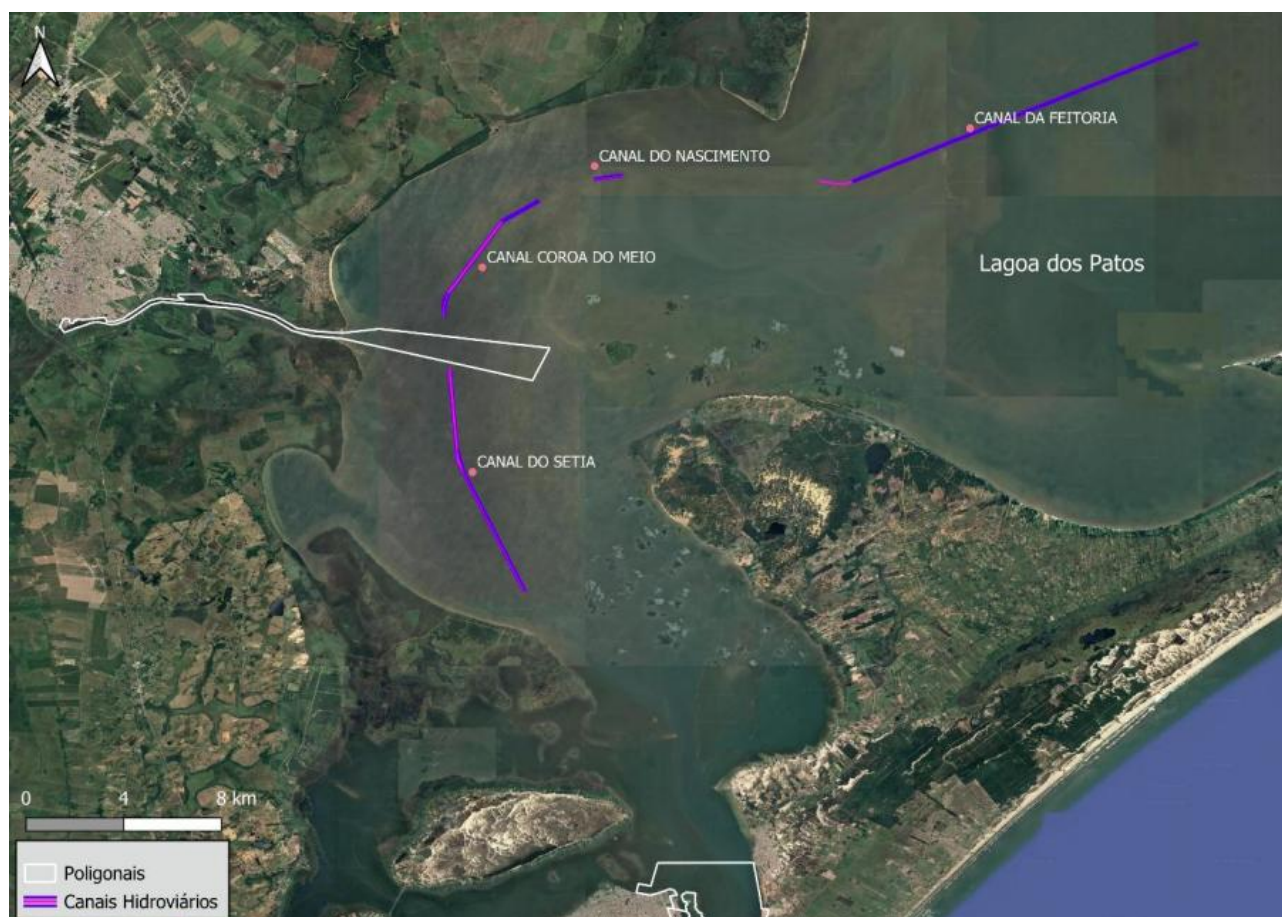 N
CANAL DA FEITORIA
CANAL DO NASCIMENTO
CANAL COROA DO MEIO
Lagoa dos Patos
CANAL DO SETIA
0 4 8 km
Poligonais
Canais Hidroviários